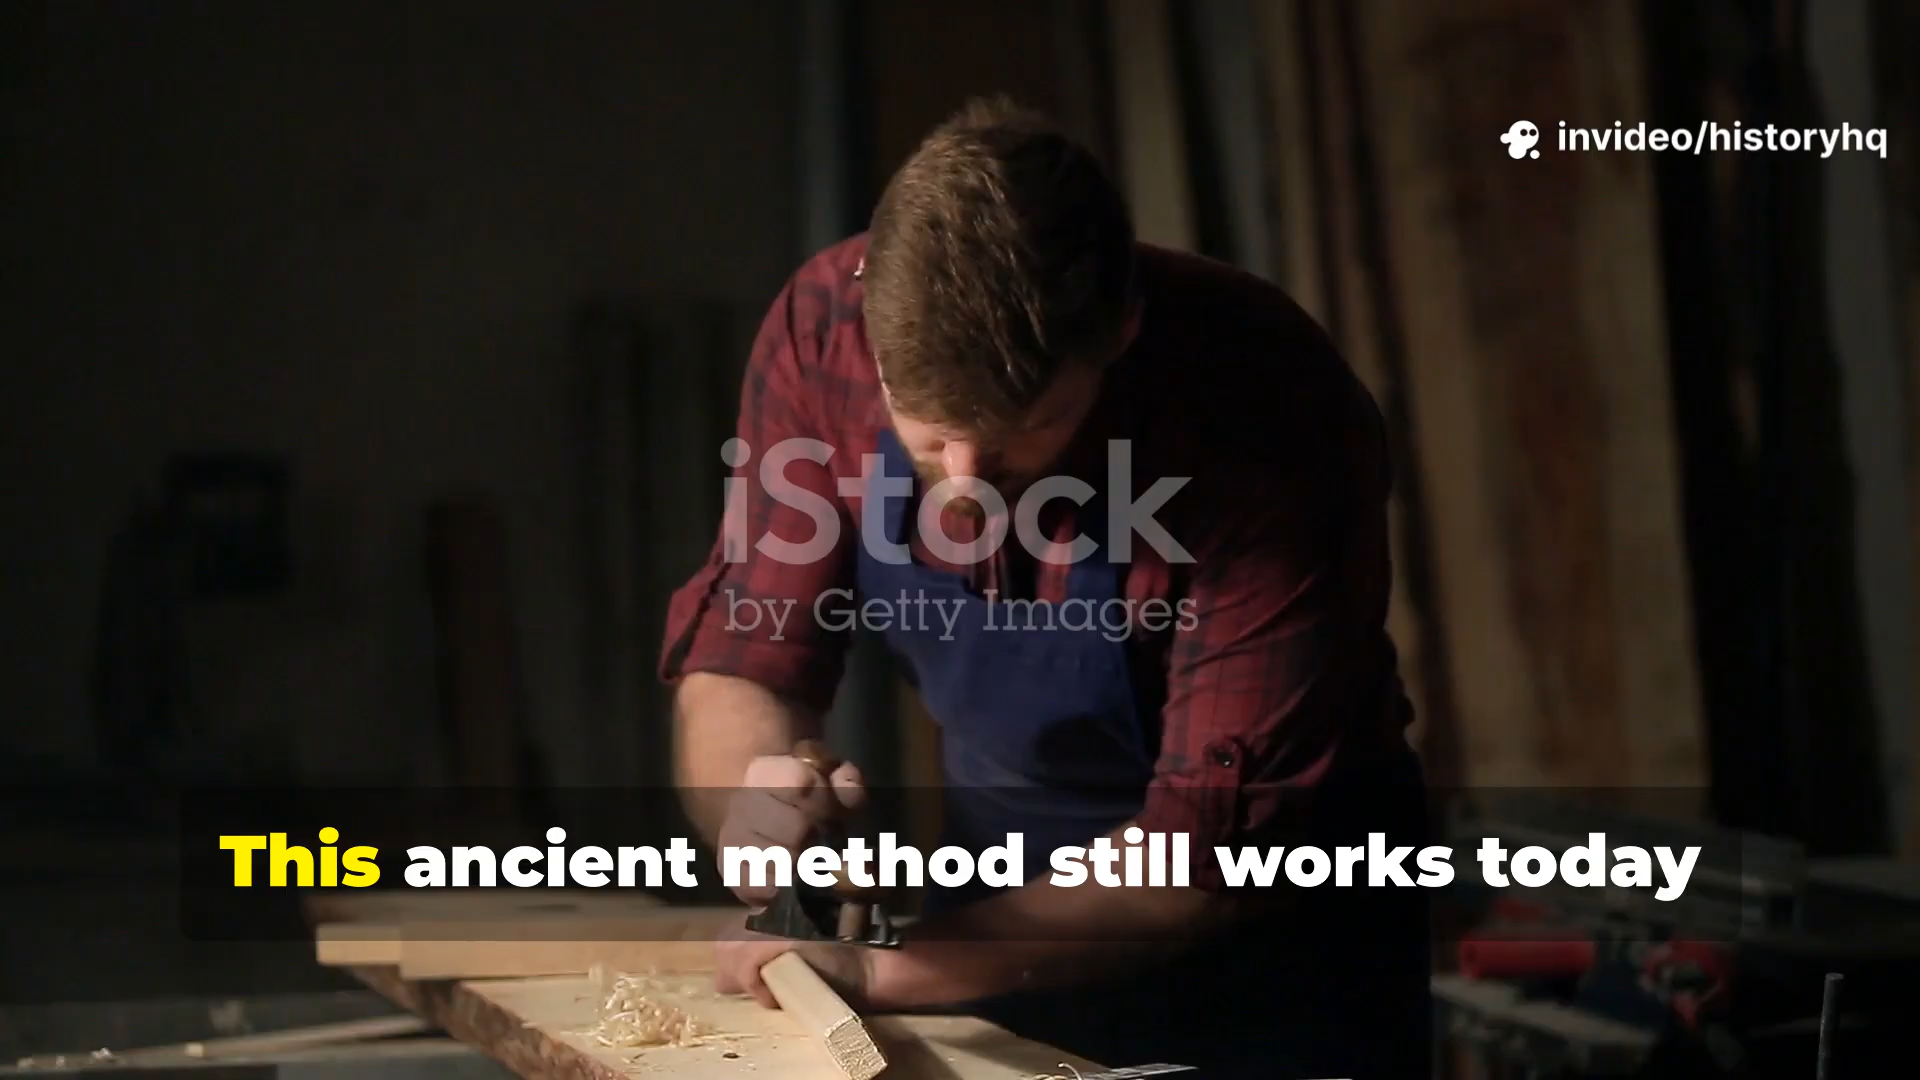 invideo/historyhq
iStock
by Getty Images
This ancient method still works today